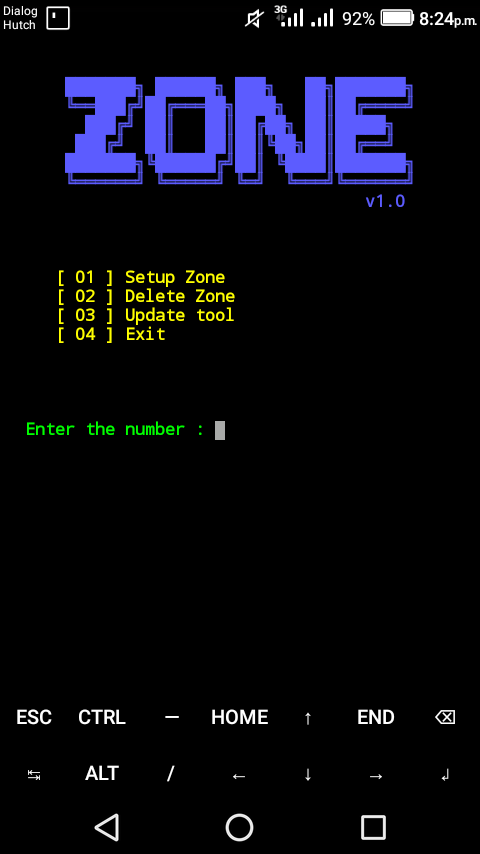 Dialog
Hutch
3G
92%
8:24p.m.
ZONE
v1.0
[ 01 ] Setup Zone
[ 02 ] Delete Zone
[ 03 ] Update tool
[ 04 ] Exit
Enter the number :
ESC CTRL — HOME ↑ END ⌫
↹ ALT / ← ↓ → ↲